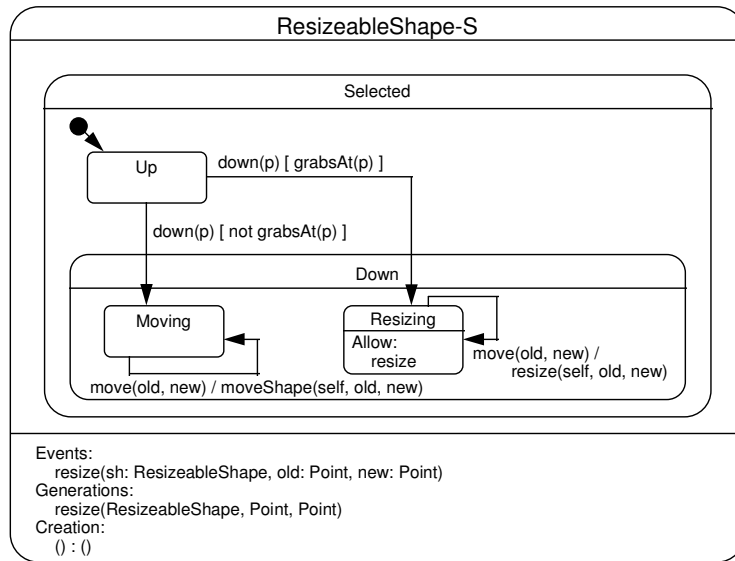 ResizeableShape-S
Selected
Up
down(p) [ grabsAt(p) ]
down(p) [ not grabsAt(p) ]
Down
Moving
Resizing
Allow:
resize
move(old, new) /
resize(self, old, new)
move(old, new) / moveShape(self, old, new)
Events:
resize(sh: ResizeableShape, old: Point, new: Point)
Generations:
resize(ResizeableShape, Point, Point)
Creation:
() : ()